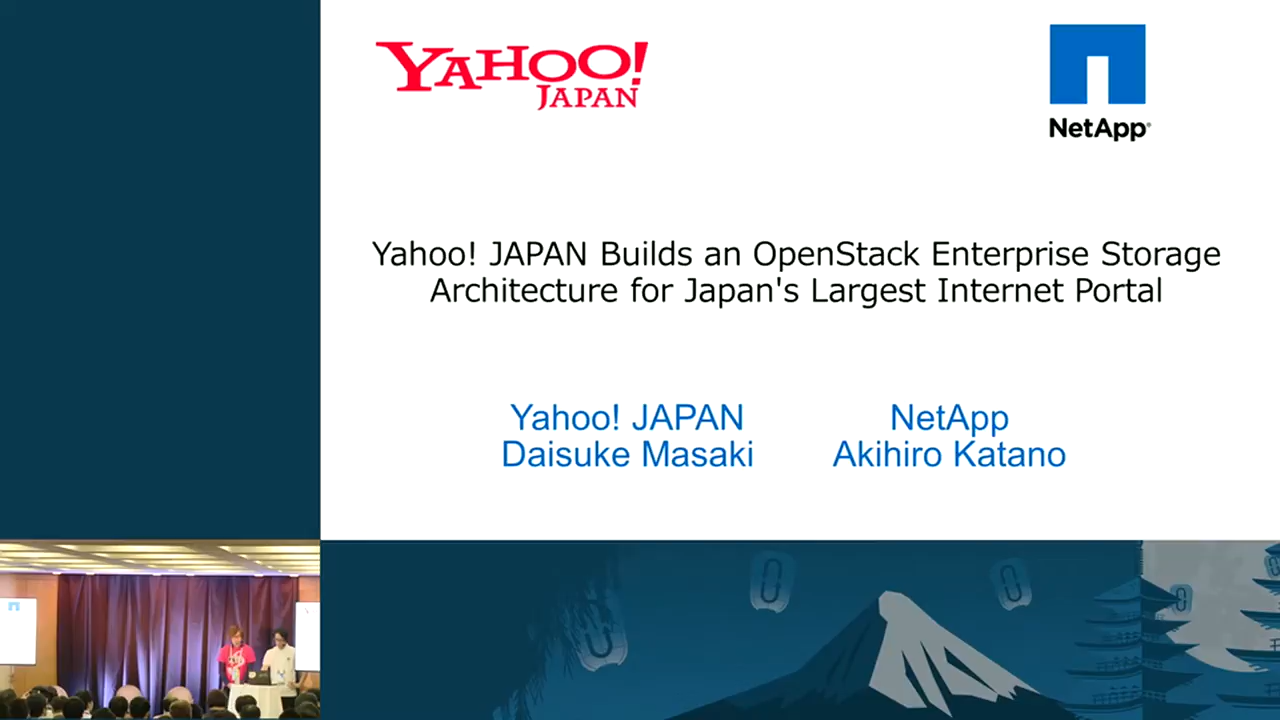 YAHOO!
JAPAN
NetApp
Yahoo! JAPAN Builds an OpenStack Enterprise Storage
Architecture for Japan's Largest Internet Portal
Yahoo! JAPAN
Daisuke Masaki
NetApp
Akihiro Katano